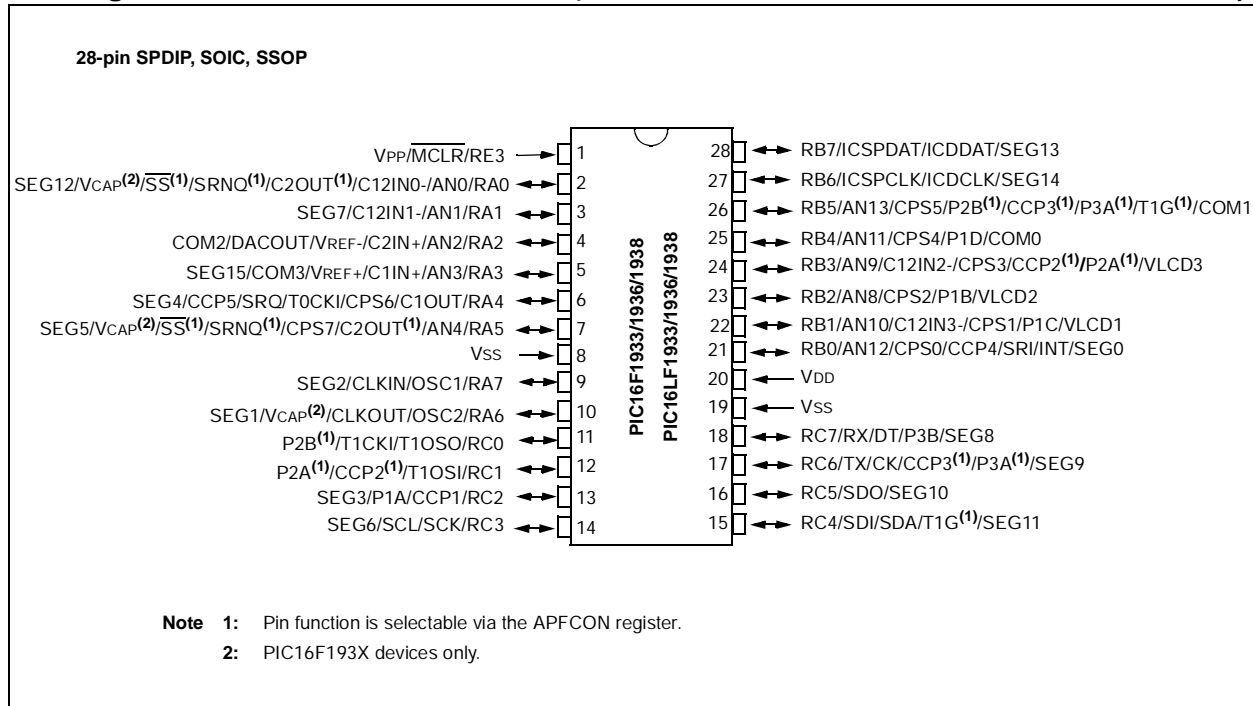 28-pin SPDIP, SOIC, SSOP
VPP/MCLR/RE3 1
SEG12/VCAP(2)/SS(1)/SRNQ(1)/C2OUT(1)/C12IN0-/AN0/RA0 2
SEG7/C12IN1-/AN1/RA1 3
COM2/DACOUT/VREF-/C2IN+/AN2/RA2 4
SEG15/COM3/VREF+/C1IN+/AN3/RA3 5
SEG4/CCP5/SRQ/T0CKI/CPS6/C1OUT/RA4 6
SEG5/VCAP(2)/SS(1)/SRNQ(1)/CPS7/C2OUT(1)/AN4/RA5 7
VSS 8
SEG2/CLKIN/OSC1/RA7 9
SEG1/VCAP(2)/CLKOUT/OSC2/RA6 10
P2B(1)/T1CKI/T1OSO/RC0 11
P2A(1)/CCP2(1)/T1OSI/RC1 12
SEG3/P1A/CCP1/RC2 13
SEG6/SCL/SCK/RC3 14
PIC16F1933/1936/1938
PIC16LF1933/1936/1938
28 RB7/ICSPDAT/ICDDAT/SEG13
27 RB6/ICSPCLK/ICDCLK/SEG14
26 RB5/AN13/CPS5/P2B(1)/CCP3(1)/P3A(1)/T1G(1)/COM1
25 RB4/AN11/CPS4/P1D/COM0
24 RB3/AN9/C12IN2-/CPS3/CCP2(1)/P2A(1)/VLCD3
23 RB2/AN8/CPS2/P1B/VLCD2
22 RB1/AN10/C12IN3-/CPS1/P1C/VLCD1
21 RB0/AN12/CPS0/CCP4/SRI/INT/SEG0
20 VDD
19 VSS
18 RC7/RX/DT/P3B/SEG8
17 RC6/TX/CK/CCP3(1)/P3A(1)/SEG9
16 RC5/SDO/SEG10
15 RC4/SDI/SDA/T1G(1)/SEG11
Note 1: Pin function is selectable via the APFCON register.
2: PIC16F193X devices only.